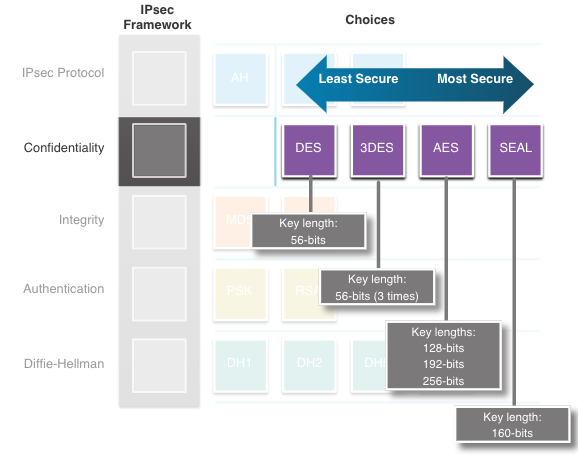 IPsec
Framework
Choices
IPsec Protocol
AH
Least Secure
Most Secure
Confidentiality
DES
3DES
AES
SEAL
Integrity
Key length:
56-bits
Authentication
PSK
Key length:
56-bits (3 times)
Diffie-Hellman
DH1
DH2
Key lengths:
128-bits
192-bits
256-bits
Key length:
160-bits